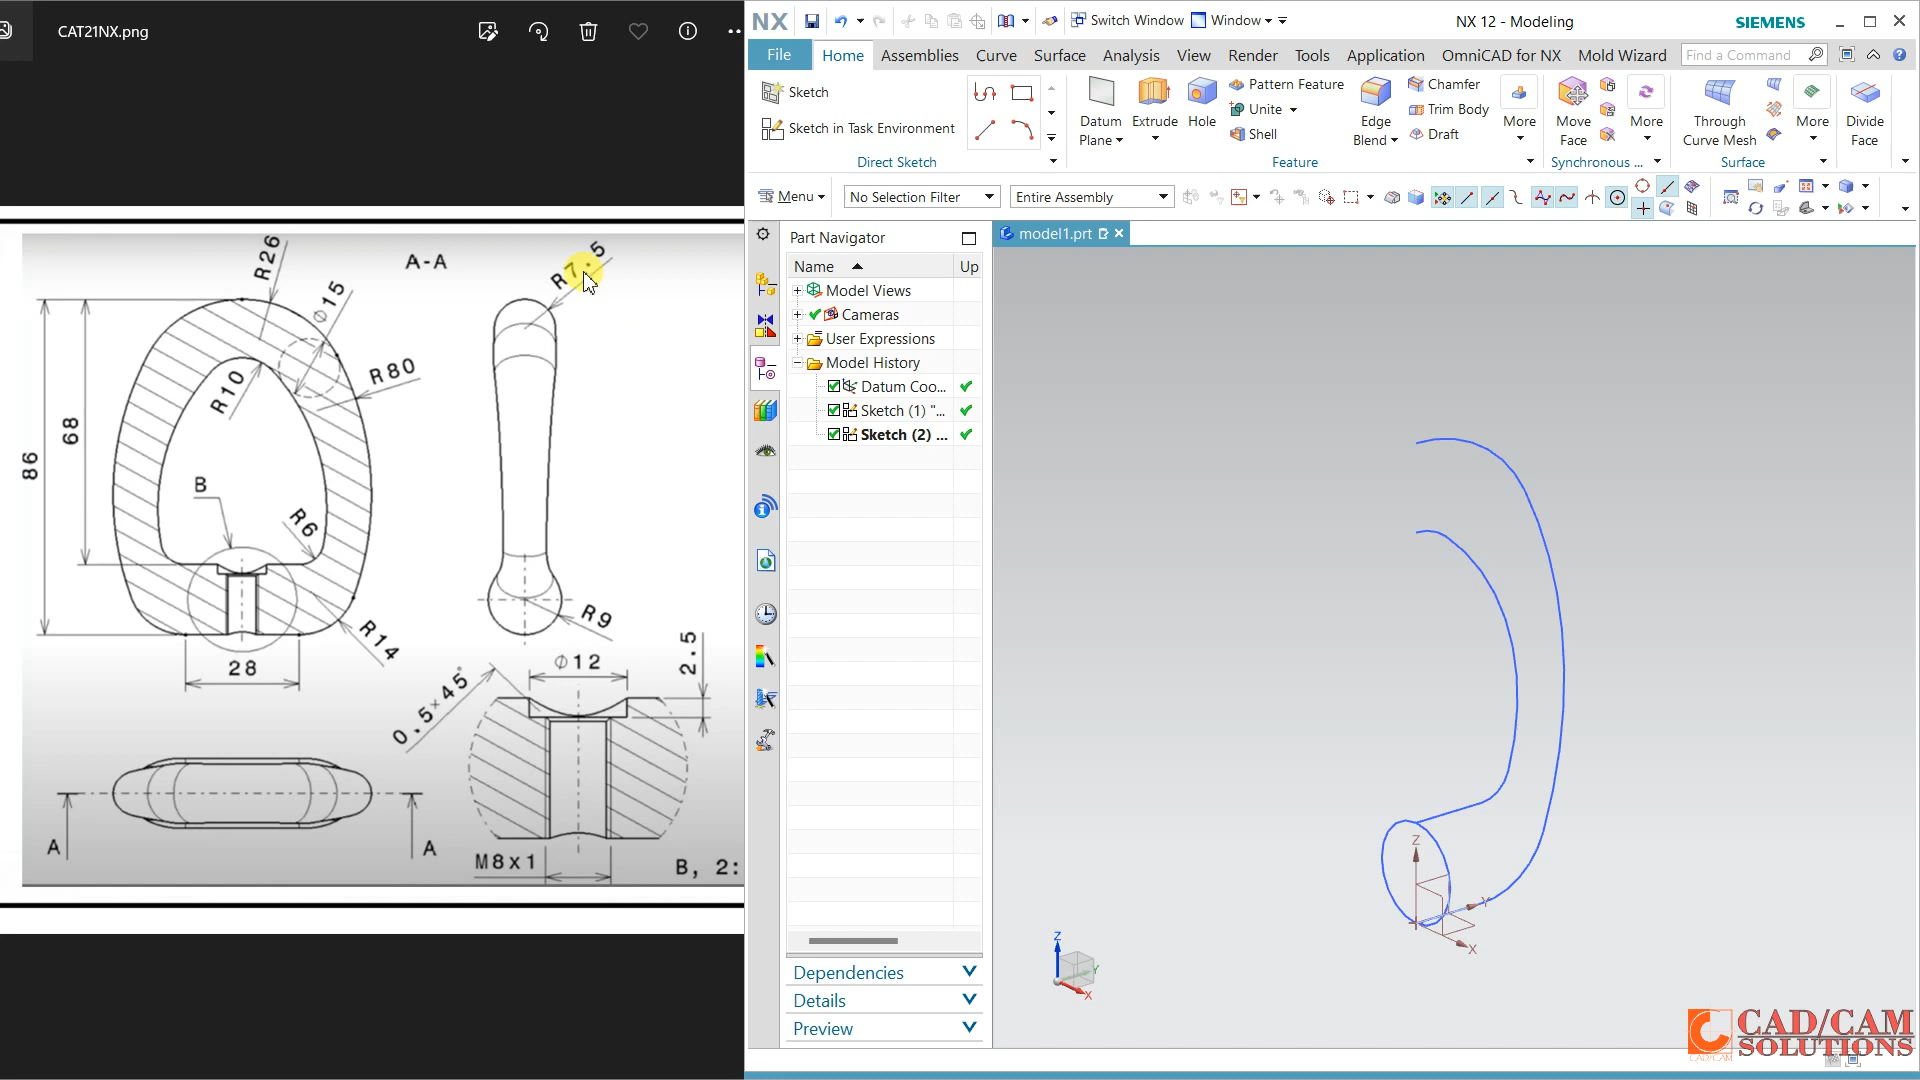 CAT21NX.png
NX
Switch Window
Window
NX 12 - Modeling
SIEMENS
File
Home
Assemblies
Curve
Surface
Analysis
View
Render
Tools
Application
OmniCAD for NX
Mold Wizard
Find a Command
Sketch
Sketch in Task Environment
Direct Sketch
Datum
Plane
Extrude
Hole
Pattern Feature
Unite
Shell
Edge
Blend
Chamfer
Trim Body
Draft
More
Feature
Move
Face
More
Synchronous ...
Through
Curve Mesh
More
Surface
Divide
Face
Menu
No Selection Filter
Entire Assembly
Part Navigator
model1.prt
Name
Up
Model Views
Cameras
User Expressions
Model History
Datum Coo...
Sketch (1) "...
Sketch (2) ...
Dependencies
Details
Preview
A-A
R26
Ø15
R7.5
R80
R10
68
86
B
R6
R9
R14
28
Ø12
2.5
0.5×45°
A
A
M8x1
B, 2:
Z
Y
X
Z
Y
X
CAD/CAM
SOLUTIONS
CAD/CAM